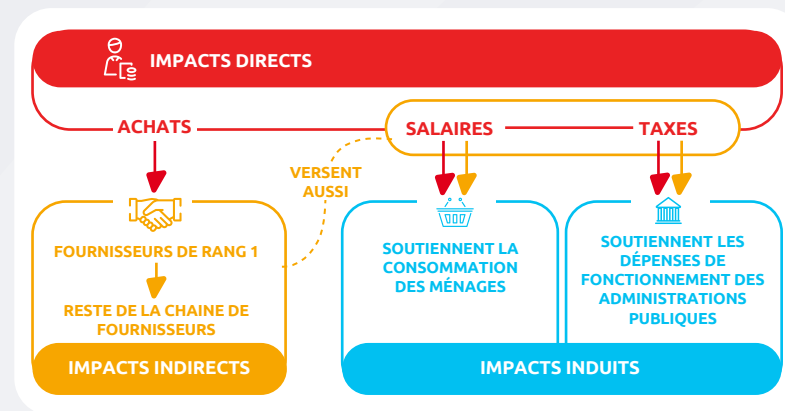 IMPACTS DIRECTS
ACHATS
SALAIRES
TAXES
VERSENT
AUSSI
FOURNISSEURS DE RANG 1
RESTE DE LA CHAINE DE
FOURNISSEURS
IMPACTS INDIRECTS
SOUTIENNENT LA
CONSOMMATION
DES MÉNAGES
SOUTIENNENT LES
DÉPENSES DE
FONCTIONNEMENT DES
ADMINISTRATIONS
PUBLIQUES
IMPACTS INDUITS